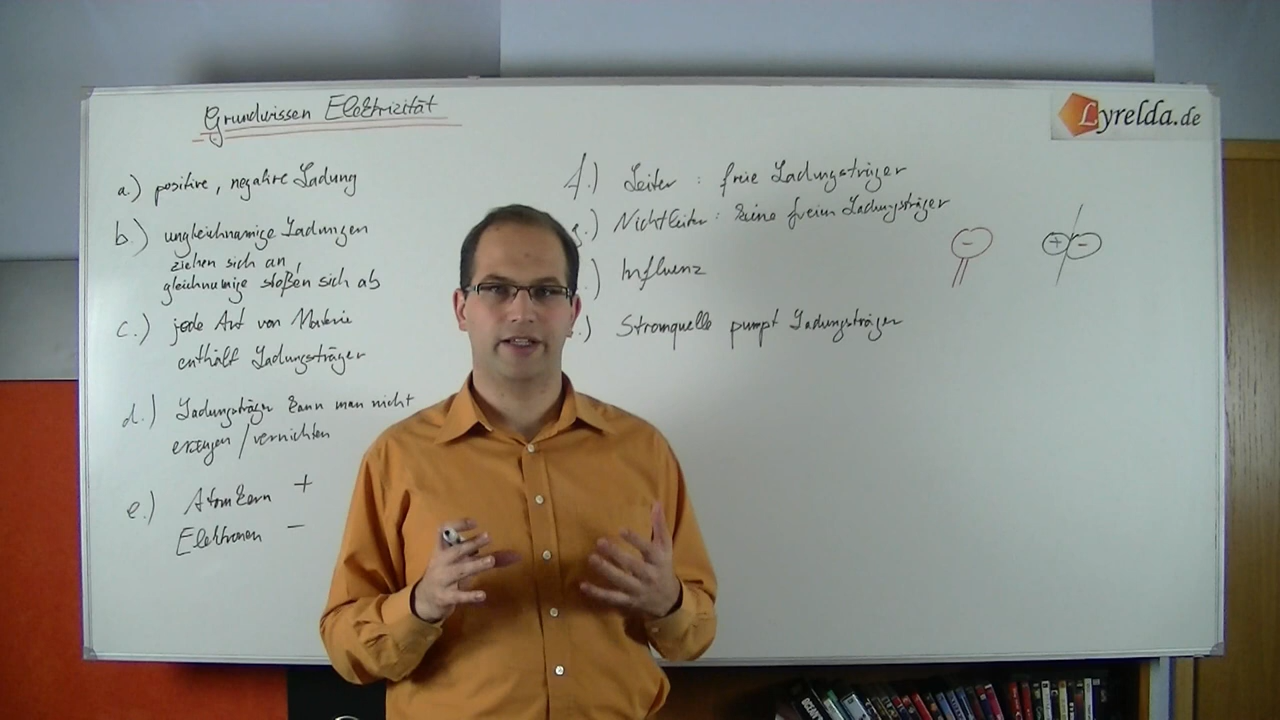 Grundwissen Elektrizität
Lyrelda.de
a) positive, negative Ladung
b.) ungleichnamige Ladungen
ziehen sich an,
gleichnamige stoßen sich ab
c.) jede Art von Materie
enthält Ladungsträger
d.) Ladungsträger kann man nicht
erzeugen / vernichten
e.) Atomkern +
Elektronen −
f.) Leiter : freie Ladungsträger
g.) Nichtleiter : keine freien Ladungsträger
.) Influenz
.) Stromquelle pumpt Ladungsträger
−
+ −